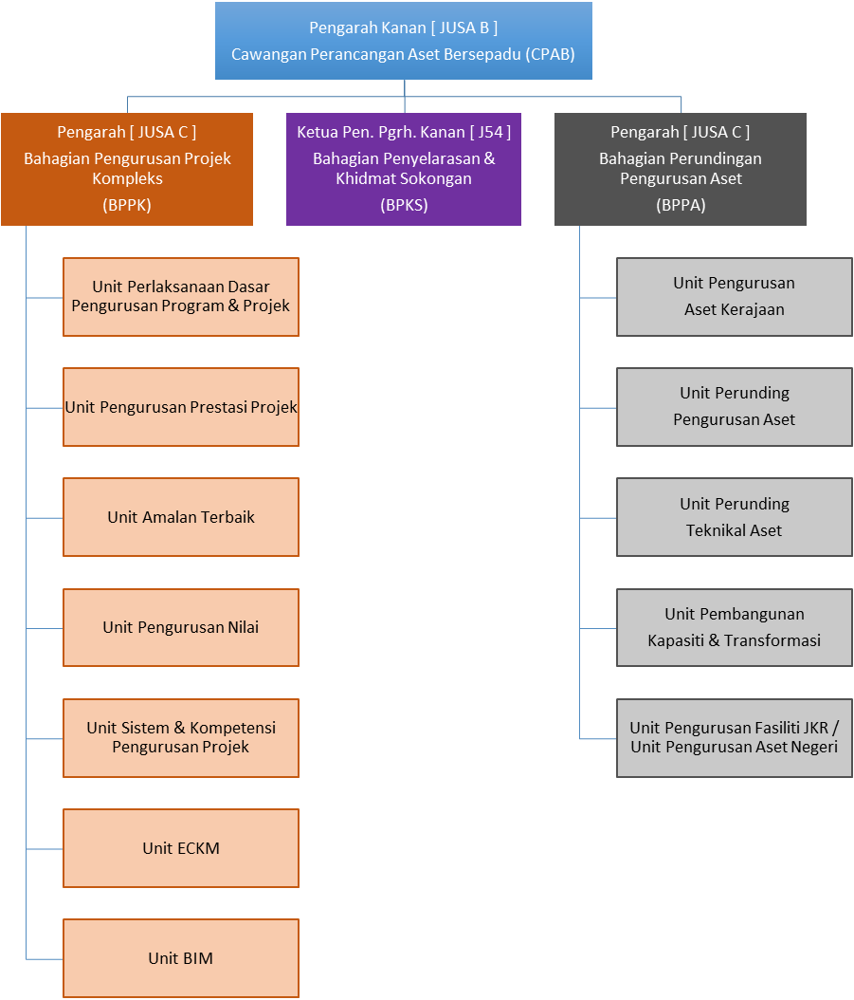 Pengarah Kanan [ JUSA B ]
Cawangan Perancangan Aset Bersepadu (CPAB)
Pengarah [ JUSA C ]
Bahagian Pengurusan Projek
Kompleks
(BPPK)
Ketua Pen. Pgrh. Kanan [ J54 ]
Bahagian Penyelarasan &
Khidmat Sokongan
(BPKS)
Pengarah [ JUSA C ]
Bahagian Perundingan
Pengurusan Aset
(BPPA)
Unit Perlaksanaan Dasar
Pengurusan Program & Projek
Unit Pengurusan Prestasi Projek
Unit Amalan Terbaik
Unit Pengurusan Nilai
Unit Sistem & Kompetensi
Pengurusan Projek
Unit ECKM
Unit BIM
Unit Pengurusan
Aset Kerajaan
Unit Perunding
Pengurusan Aset
Unit Perunding
Teknikal Aset
Unit Pembangunan
Kapasiti & Transformasi
Unit Pengurusan Fasiliti JKR /
Unit Pengurusan Aset Negeri